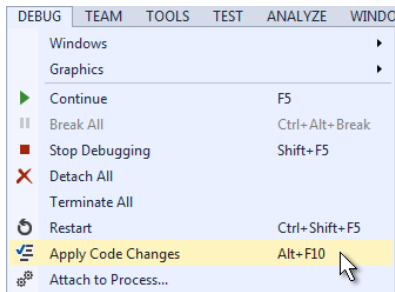 DEBUG TEAM TOOLS TEST ANALYZE WINDO
Windows
Graphics
Continue F5
Break All Ctrl+Alt+Break
Stop Debugging Shift+F5
Detach All
Terminate All
Restart Ctrl+Shift+F5
Apply Code Changes Alt+F10
Attach to Process...